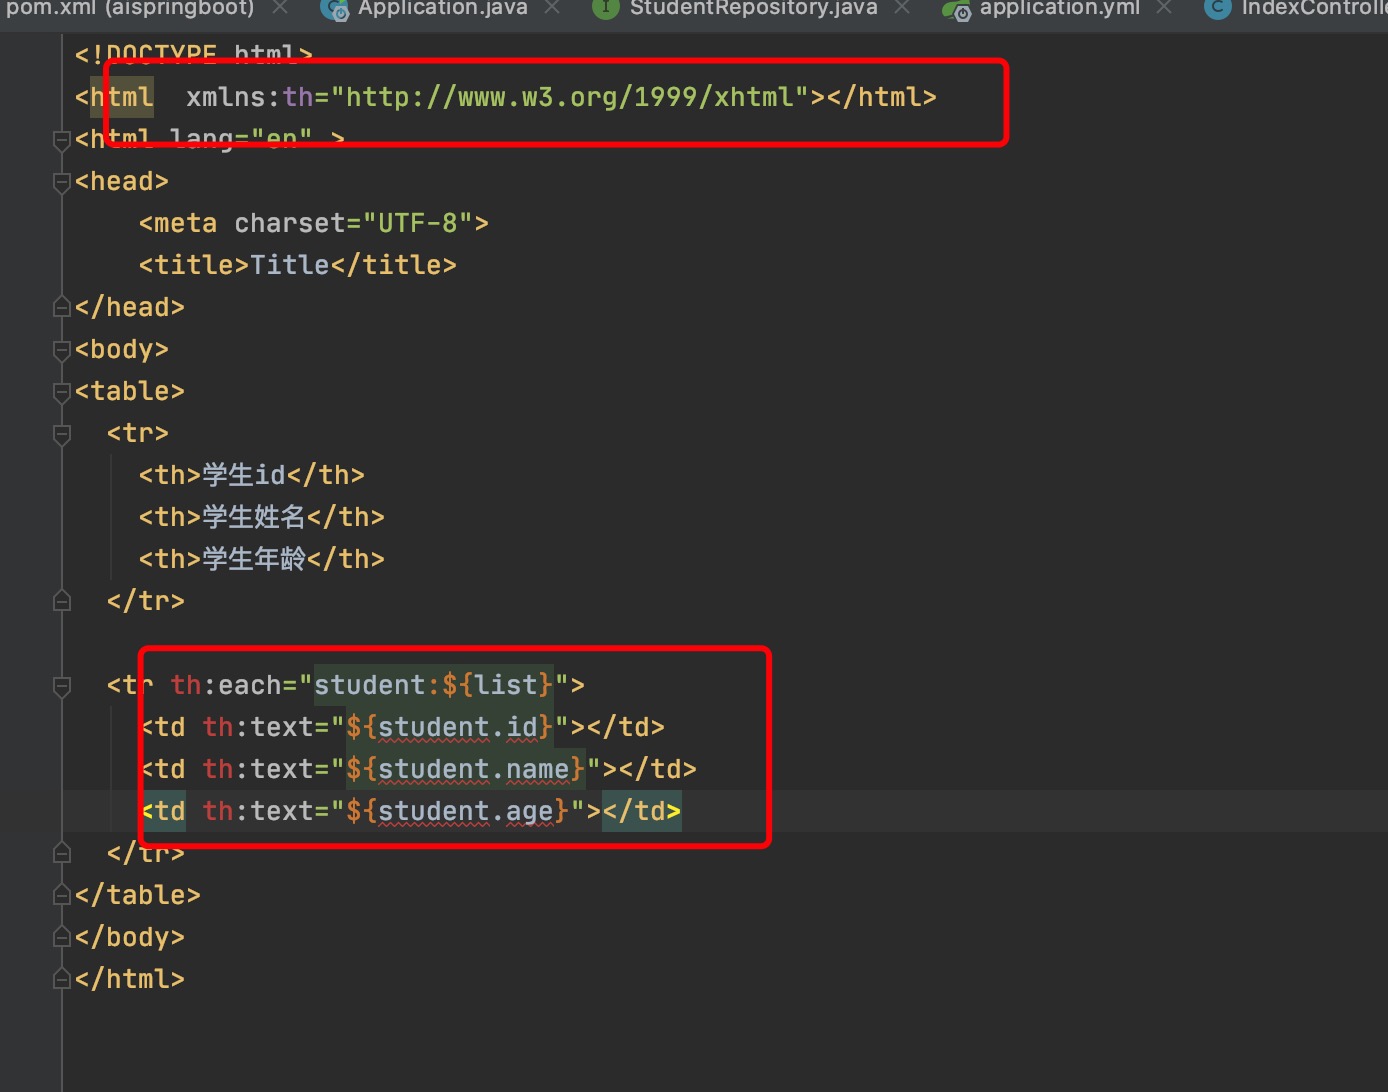 pom.xml (aispringboot) Application.java StudentRepository.java application.yml IndexControlle
<!DOCTYPE html>
<html  xmlns:th="http://www.w3.org/1999/xhtml"></html>
<html lang="en" >
<head>
    <meta charset="UTF-8">
    <title>Title</title>
</head>
<body>
<table>
  <tr>
    <th>学生id</th>
    <th>学生姓名</th>
    <th>学生年龄</th>
  </tr>
  <tr th:each="student:${list}">
    <td th:text="${student.id}"></td>
    <td th:text="${student.name}"></td>
    <td th:text="${student.age}"></td>
  </tr>
</table>
</body>
</html>